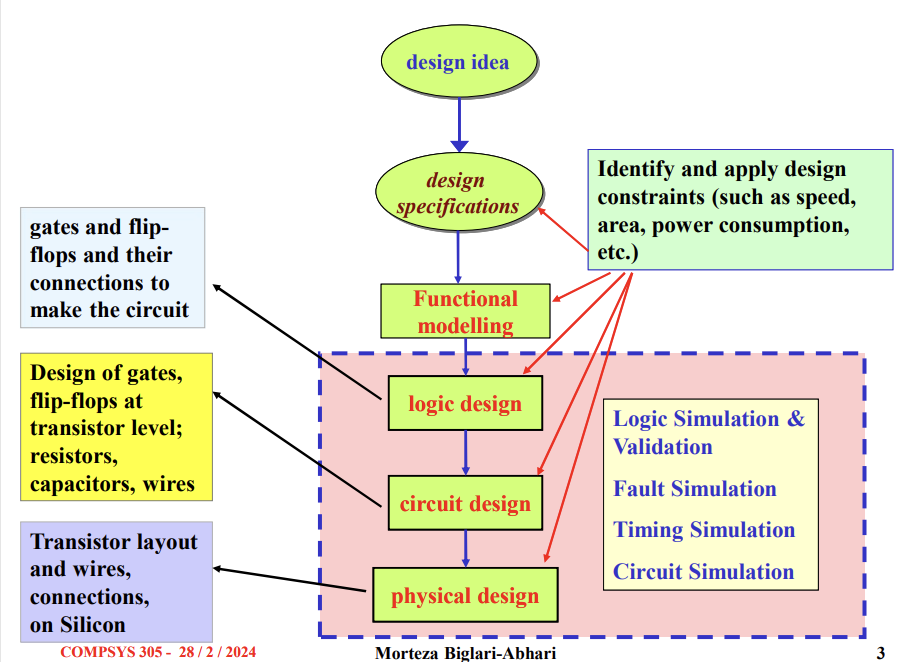 design idea
design
specifications
Identify and apply design
constraints (such as speed,
area, power consumption,
etc.)
gates and flip-
flops and their
connections to
make the circuit
Functional
modelling
Design of gates,
flip-flops at
transistor level;
resistors,
capacitors, wires
logic design
Logic Simulation &
Validation
Fault Simulation
Timing Simulation
Circuit Simulation
circuit design
Transistor layout
and wires,
connections,
on Silicon
physical design
COMPSYS 305 - 28 / 2 / 2024
Morteza Biglari-Abhari
3